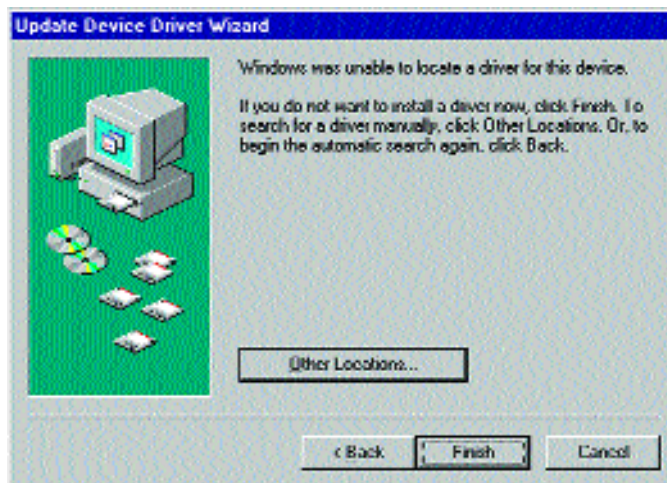 Update Device Driver Wizard
Windows was unable to locate a driver for this device.
If you do not want to install a driver now, click Finish. To
search for a driver manually, click Other Locations. Or, to
begin the automatic search again, click Back.
Other Locations...
< Back
Finish
Cancel